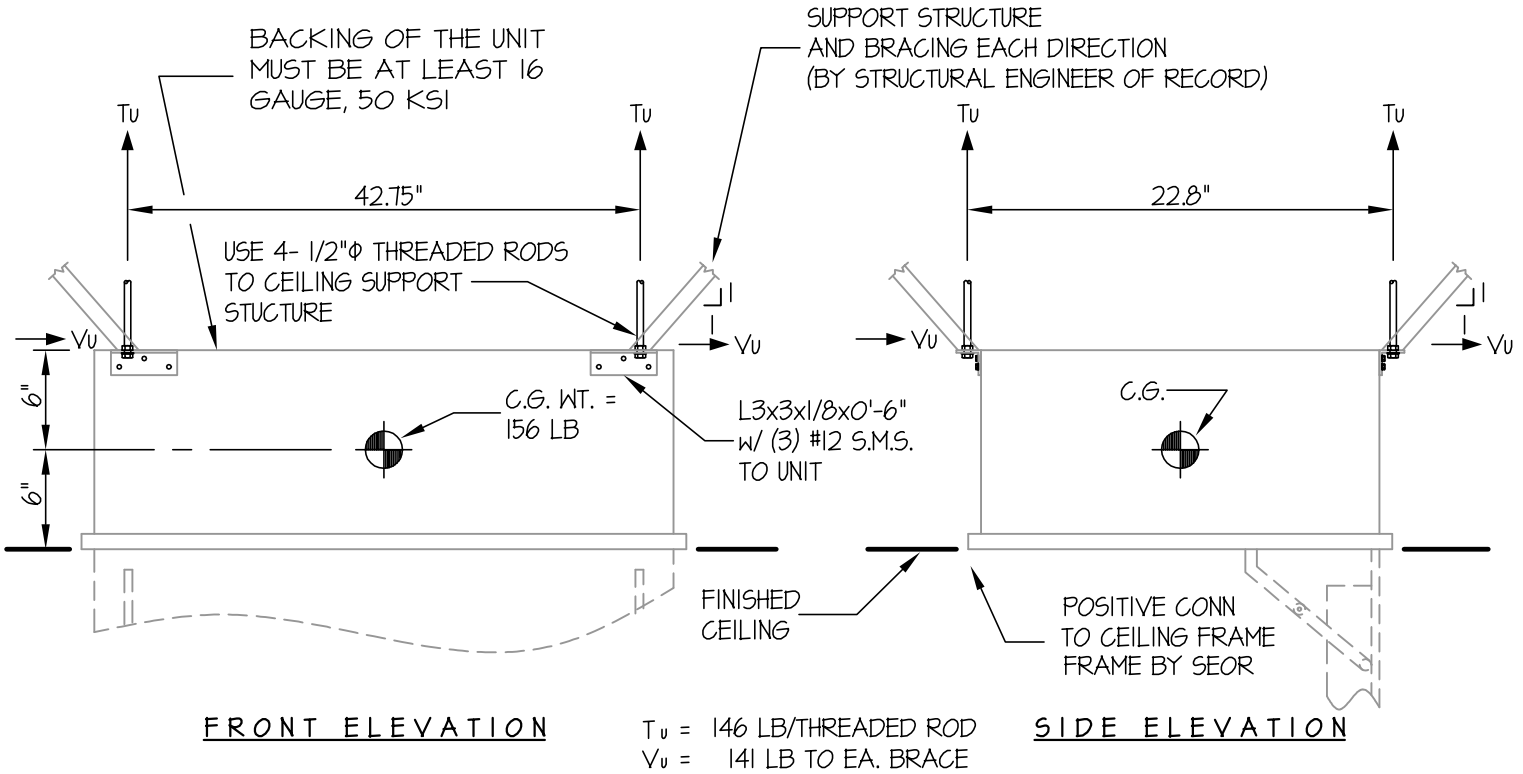 BACKING OF THE UNIT
MUST BE AT LEAST 16
GAUGE, 50 KSI
SUPPORT STRUCTURE
AND BRACING EACH DIRECTION
(BY STRUCTURAL ENGINEER OF RECORD)
Tu
Tu
Tu
Tu
42.75"
22.8"
USE 4- 1/2"Φ THREADED RODS
TO CEILING SUPPORT
STUCTURE
1
1
1
1
Vu
Vu
Vu
Vu
6"
6"
C.G. WT. =
156 LB
L3x3x1/8x0'-6"
w/ (3) #12 S.M.S.
TO UNIT
C.G.
FINISHED
CEILING
POSITIVE CONN
TO CEILING FRAME
FRAME BY SEOR
FRONT ELEVATION
SIDE ELEVATION
Tu = 146 LB/THREADED ROD
Vu = 141 LB TO EA. BRACE